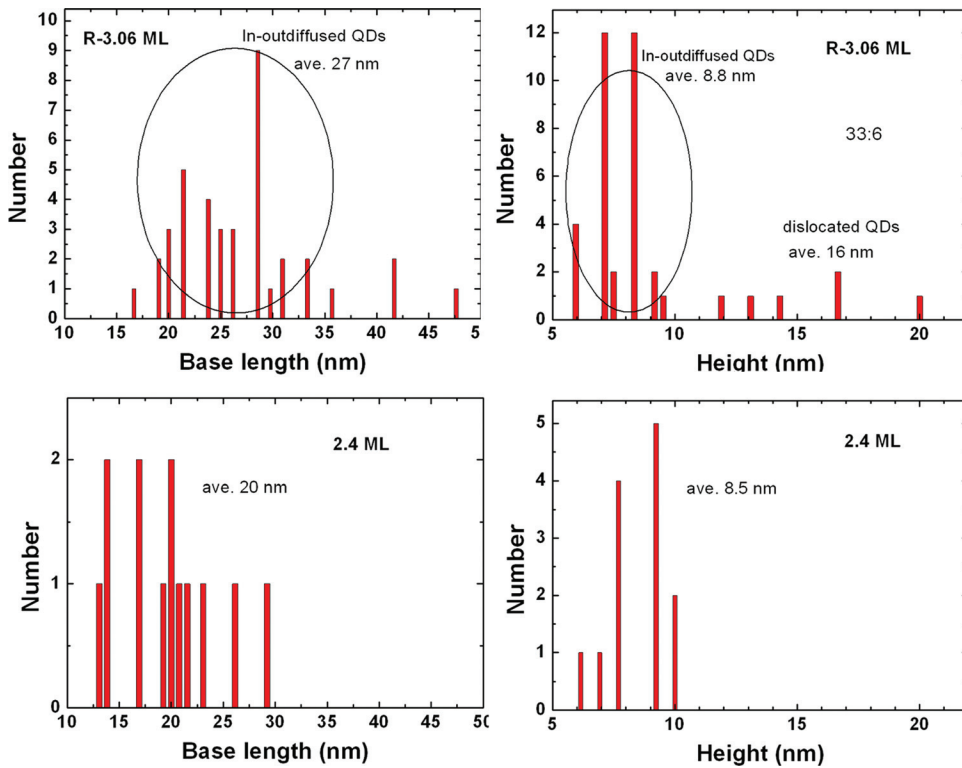 R-3.06 ML
In-outdiffused QDs
ave. 27 nm
Number
10
9
8
7
6
5
4
3
2
1
0
10 15 20 25 30 35 40 45 50
Base length (nm)
In-outdiffused QDs
ave. 8.8 nm
R-3.06 ML
33:6
dislocated QDs
ave. 16 nm
Number
12
10
8
6
4
2
0
5 10 15 20
Height (nm)
2.4 ML
ave. 20 nm
Number
2
1
0
10 15 20 25 30 35 40 45 50
Base length (nm)
2.4 ML
ave. 8.5 nm
Number
5
4
3
2
1
0
5 10 15 20
Height (nm)